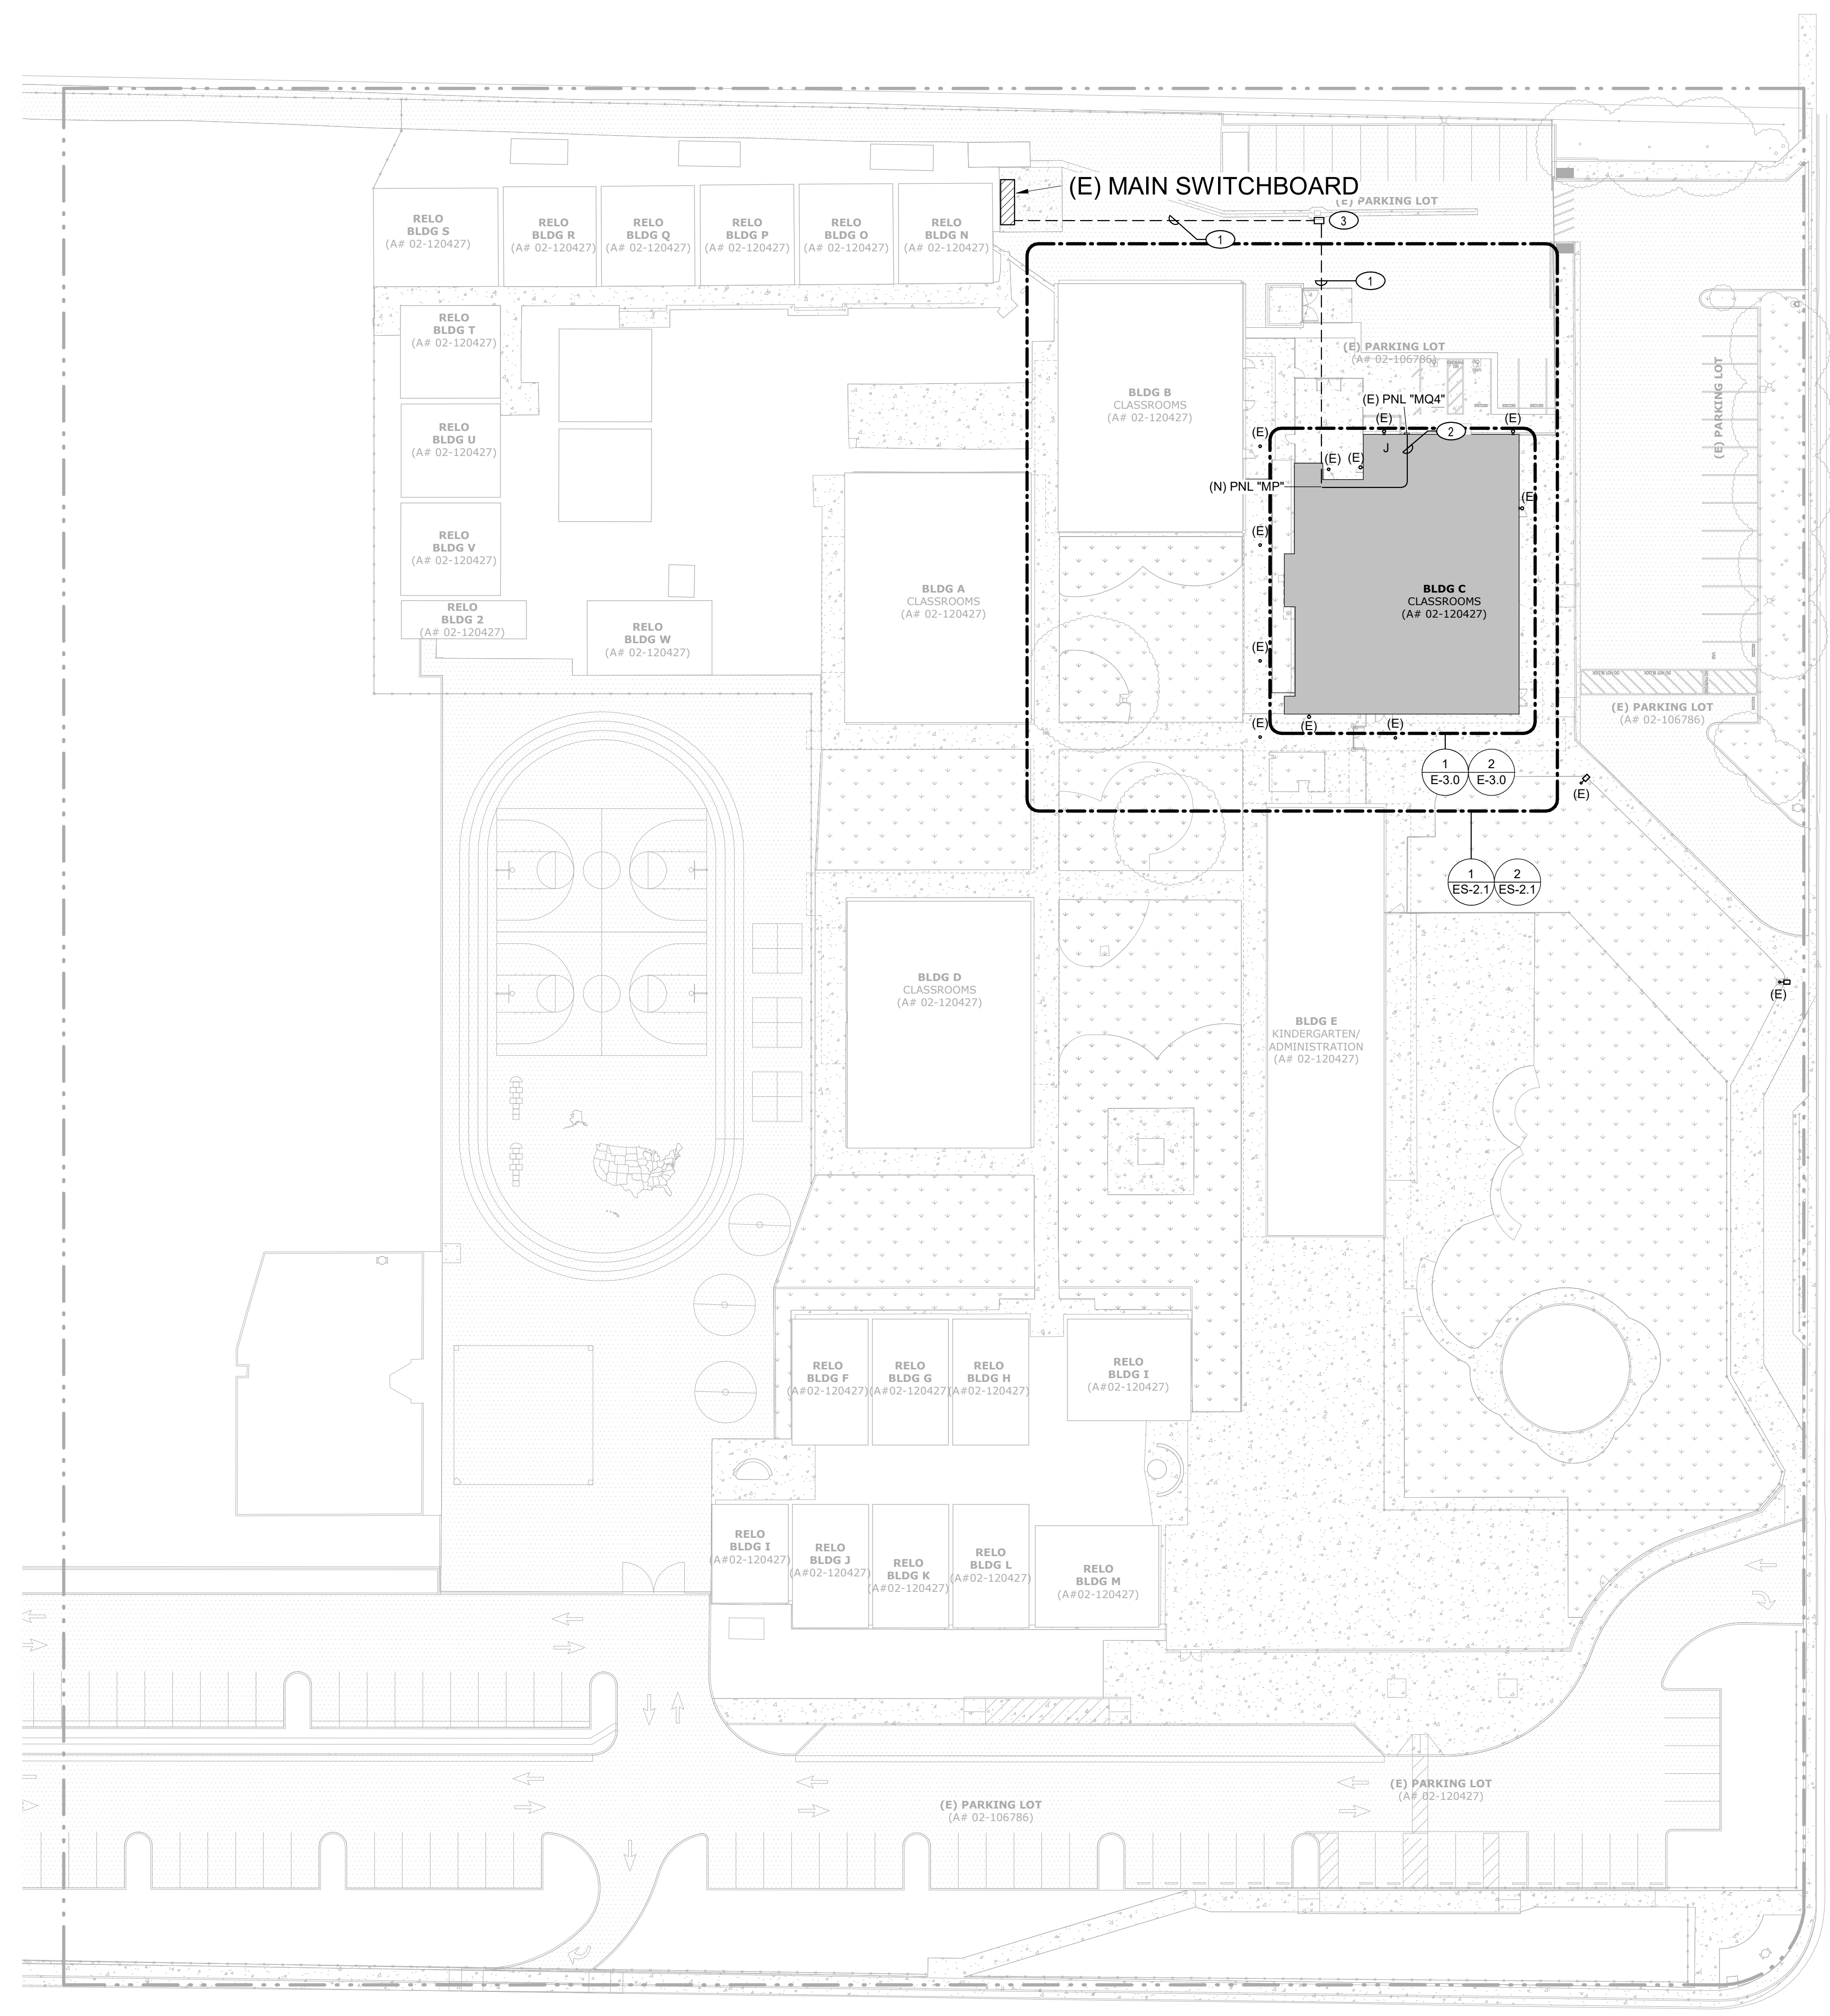 (E) MAIN SWITCHBOARD
(E) PARKING LOT
3
1
1
RELO
BLDG S
(A# 02-120427)
RELO
BLDG R
(A# 02-120427)
RELO
BLDG Q
(A# 02-120427)
RELO
BLDG P
(A# 02-120427)
RELO
BLDG O
(A# 02-120427)
RELO
BLDG N
(A# 02-120427)
RELO
BLDG T
(A# 02-120427)
RELO
BLDG U
(A# 02-120427)
RELO
BLDG V
(A# 02-120427)
RELO
BLDG 2
(A# 02-120427)
RELO
BLDG W
(A# 02-120427)
BLDG B
CLASSROOMS
(A# 02-120427)
(E) PARKING LOT
(A# 02-106786)
(E) PARKING LOT
(E) PNL "MQ4"
(E)
(E)
(E)
2
J
(E)
(E)
(N) PNL "MP"
(E)
(E)
BLDG A
CLASSROOMS
(A# 02-120427)
BLDG C
CLASSROOMS
(A# 02-120427)
(E)
(E)
(E)
(E)
(E) PARKING LOT
(A# 02-106786)
1
E-3.0
2
E-3.0
(E)
1
ES-2.1
2
ES-2.1
(E)
BLDG D
CLASSROOMS
(A# 02-120427)
BLDG E
KINDERGARTEN/
ADMINISTRATION
(A# 02-120427)
RELO
BLDG F
(A#02-120427)
RELO
BLDG G
(A#02-120427)
RELO
BLDG H
(A#02-120427)
RELO
BLDG I
(A#02-120427)
RELO
BLDG I
(A#02-120427)
RELO
BLDG J
(A#02-120427)
RELO
BLDG K
(A#02-120427)
RELO
BLDG L
(A#02-120427)
RELO
BLDG M
(A#02-120427)
(E) PARKING LOT
(A# 02-106786)
(E) PARKING LOT
(A# 02-120427)